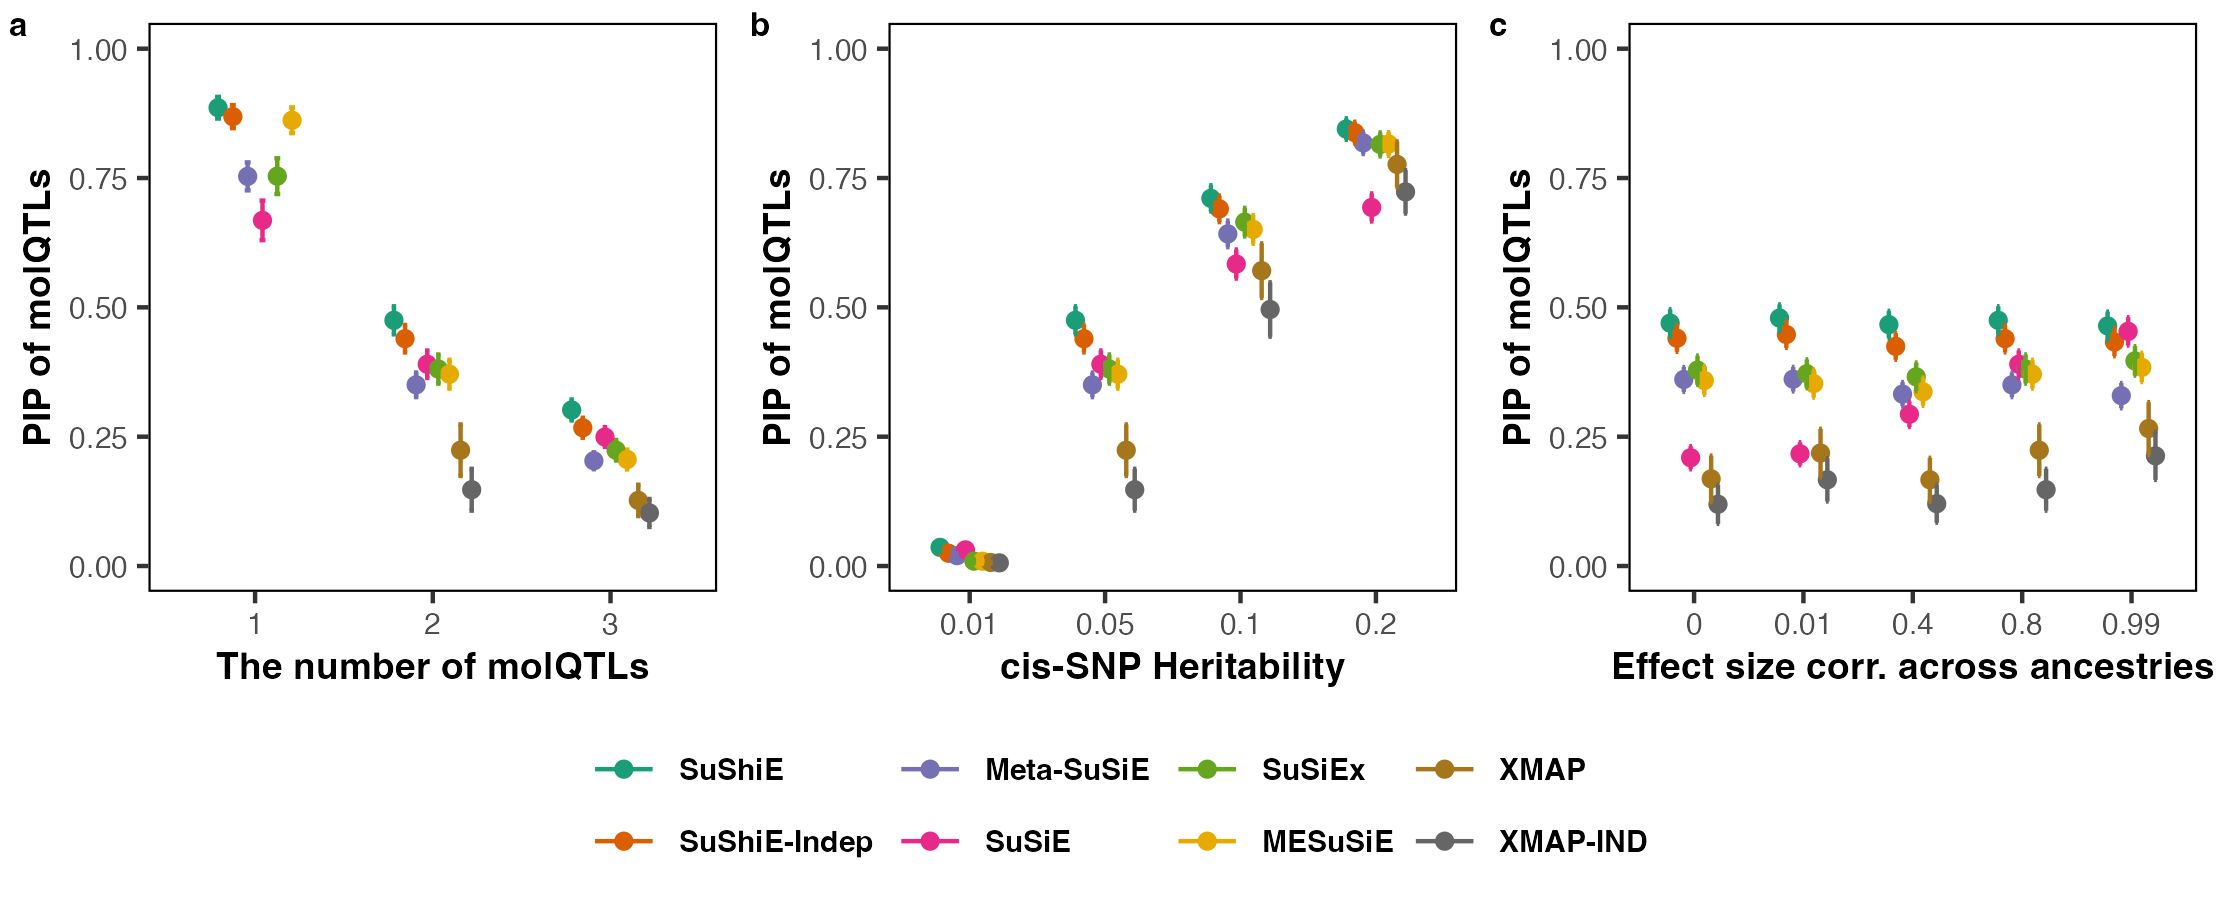 a
1.00
0.75
0.50
0.25
0.00
PIP of molQTLs
1 2 3
The number of molQTLs
b
1.00
0.75
0.50
0.25
0.00
PIP of molQTLs
0.01 0.05 0.1 0.2
cis-SNP Heritability
c
1.00
0.75
0.50
0.25
0.00
PIP of molQTLs
0 0.01 0.4 0.8 0.99
Effect size corr. across ancestries
SuShiE Meta-SuSiE SuSiEx XMAP
SuShiE-Indep SuSiE MESuSiE XMAP-IND